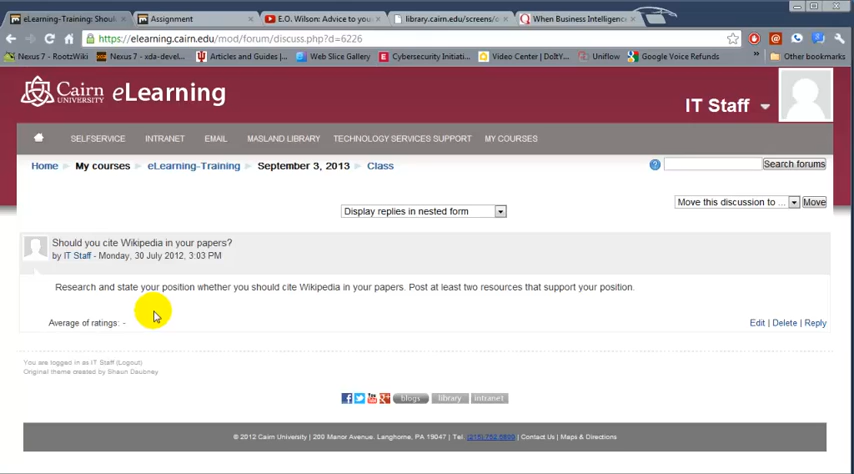 eLearning-Training: Shoul
Assignment
E.O. Wilson: Advice to you
library.cairn.edu/screens/
When Business Intelligenc
https://elearning.cairn.edu/mod/forum/discuss.php?d=6226
Nexus 7 - RootzWiki
Nexus 7 - xda-devel...
Articles and Guides |...
Web Slice Gallery
Cybersecurity Initiati...
Video Center | DoItY...
Uniflow
Google Voice Refunds
»
Other bookmarks
Cairn UNIVERSITY eLearning
IT Staff
SELFSERVICE INTRANET EMAIL MASLAND LIBRARY TECHNOLOGY SERVICES SUPPORT MY COURSES
Home My courses eLearning-Training September 3, 2013 Class
Search forums
Display replies in nested form
Move this discussion to ...
Move
Should you cite Wikipedia in your papers?
by IT Staff - Monday, 30 July 2012, 3:03 PM
Research and state your position whether you should cite Wikipedia in your papers. Post at least two resources that support your position.
Average of ratings: -
Edit | Delete | Reply
You are logged in as IT Staff (Logout)
Original theme created by Shaun Daubney
blogs library intranet
© 2012 Cairn University | 200 Manor Avenue. Langhorne, PA 19047 | Tel. (215).752.5800 | Contact Us | Maps & Directions